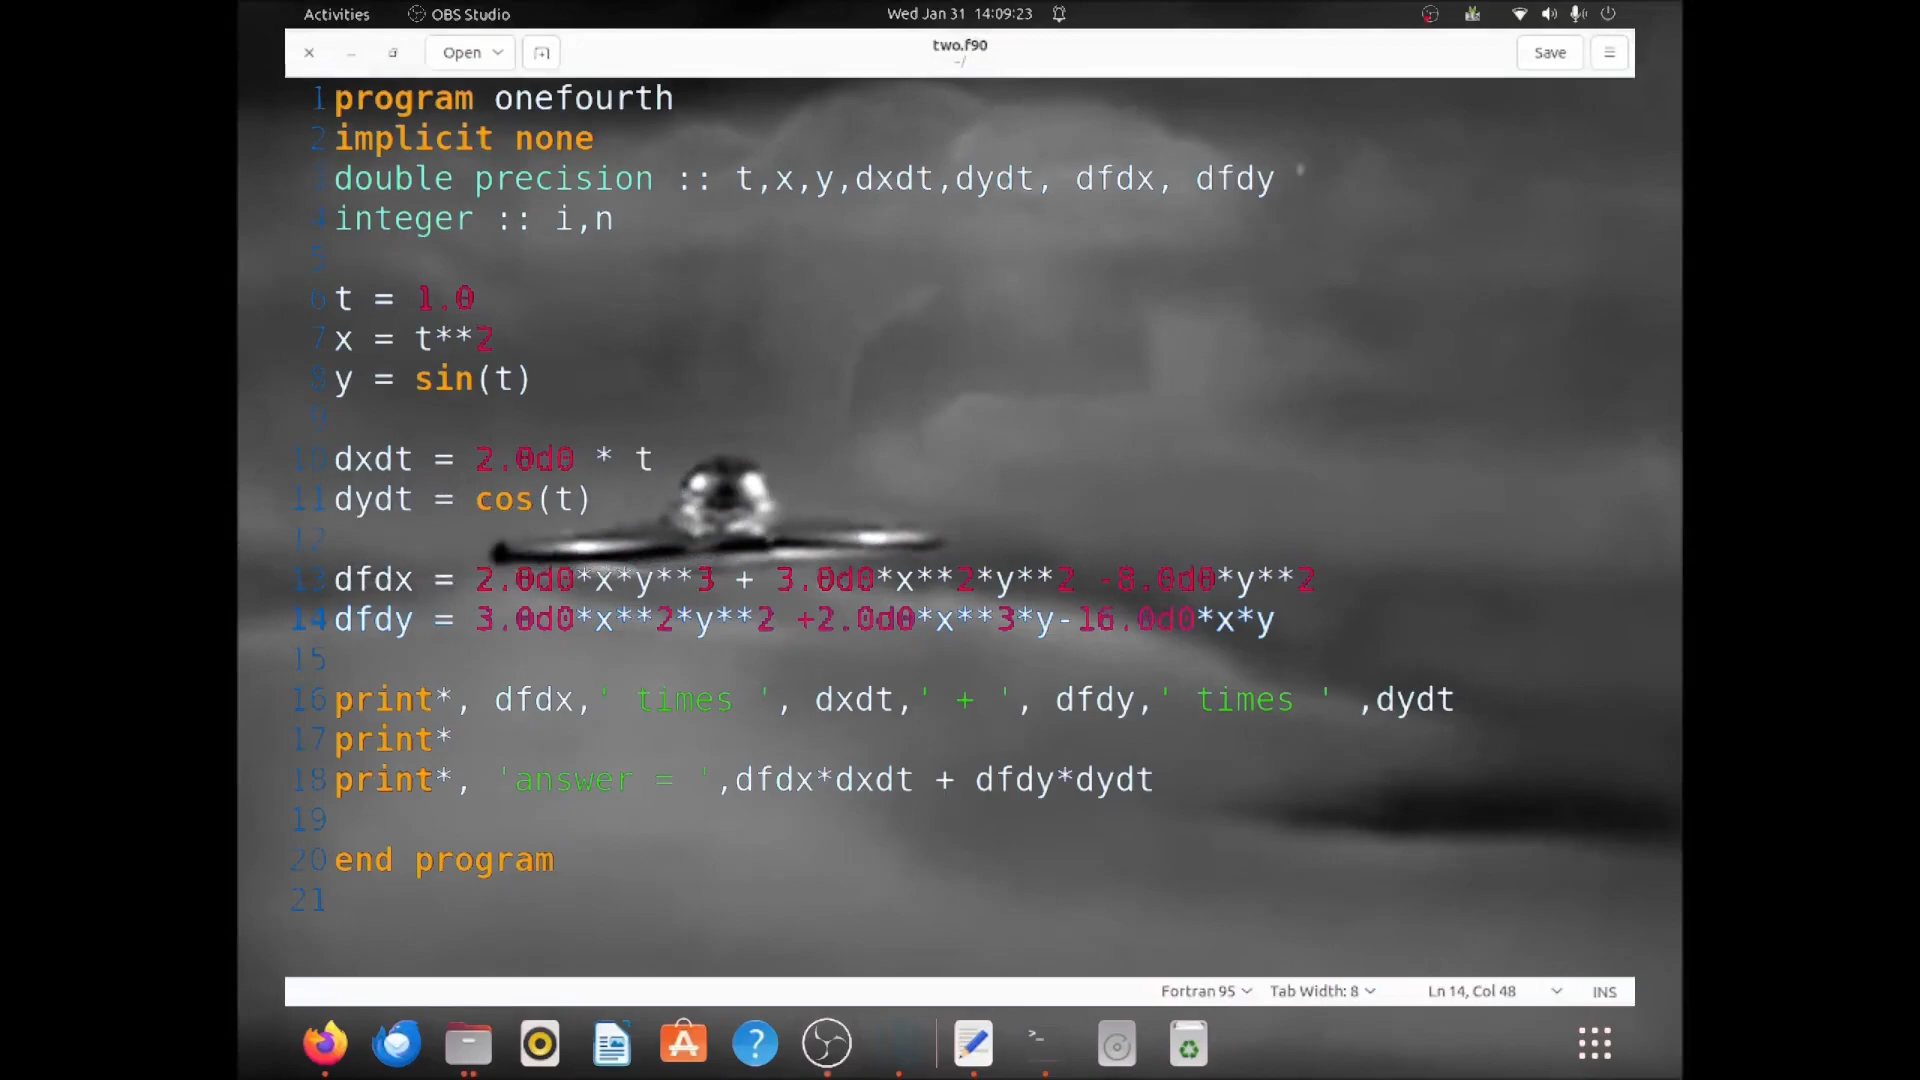 Activities OBS Studio Wed Jan 31 14:09:23
Open two.f90 Save
~/
1 program onefourth
2 implicit none
3 double precision :: t,x,y,dxdt,dydt, dfdx, dfdy
4 integer :: i,n
5
6 t = 1.0
7 x = t**2
8 y = sin(t)
9
10 dxdt = 2.0d0 * t
11 dydt = cos(t)
12
13 dfdx = 2.0d0*x*y**3 + 3.0d0*x**2*y**2 -8.0d0*y**2
14 dfdy = 3.0d0*x**2*y**2 +2.0d0*x**3*y-16.0d0*x*y
15
16 print*, dfdx,' times ', dxdt,' + ', dfdy,' times ' ,dydt
17 print*
18 print*, 'answer = ',dfdx*dxdt + dfdy*dydt
19
20 end program
21
Fortran 95 Tab Width: 8 Ln 14, Col 48 INS